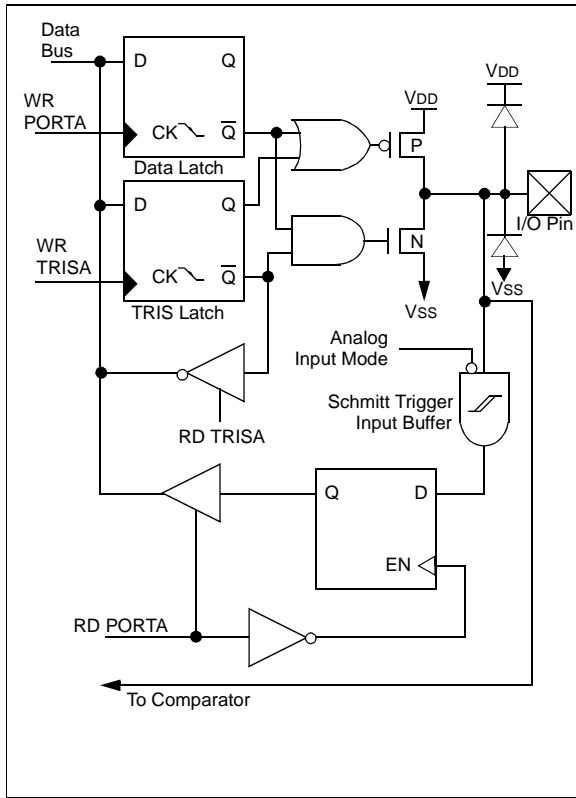 Data
Bus
D
Q
VDD
VDD
WR
PORTA
CK
Q
P
Data Latch
D
Q
I/O Pin
N
WR
TRISA
CK
Q
VSS
VSS
TRIS Latch
Analog
Input Mode
Schmitt Trigger
Input Buffer
RD TRISA
Q
D
EN
RD PORTA
To Comparator